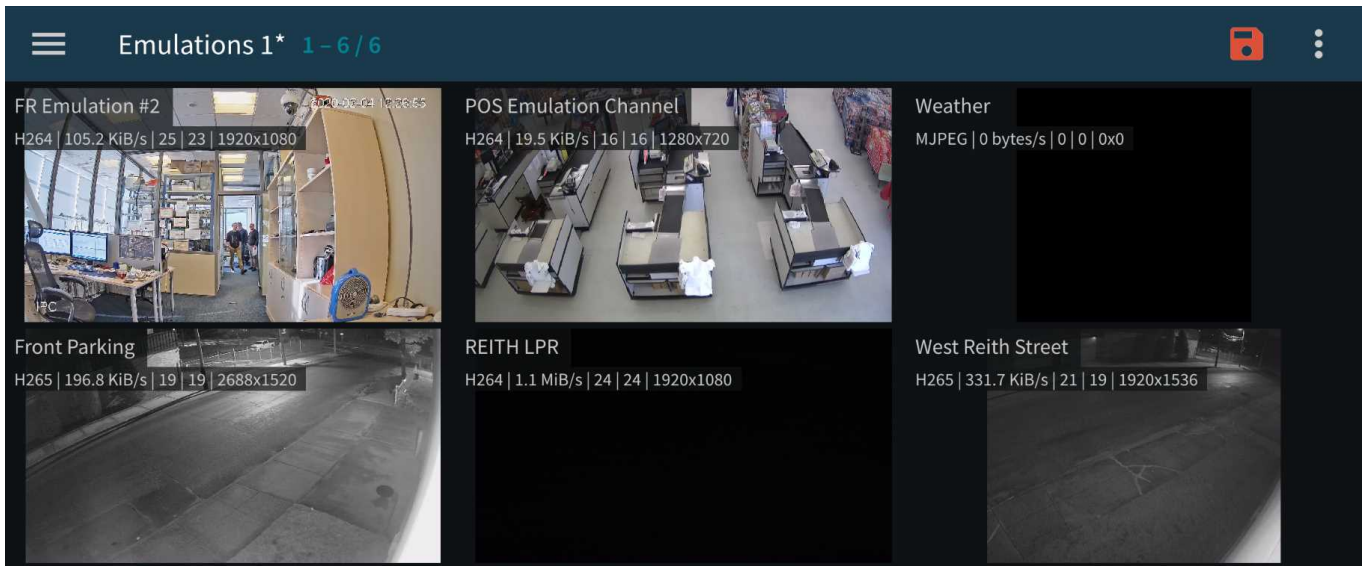 Emulations 1* 1 – 6 / 6
FR Emulation #2
H264 | 105.2 KiB/s | 25 | 23 | 1920x1080
IPC
POS Emulation Channel
H264 | 19.5 KiB/s | 16 | 16 | 1280x720
Weather
MJPEG | 0 bytes/s | 0 | 0 | 0x0
Front Parking
H265 | 196.8 KiB/s | 19 | 19 | 2688x1520
REITH LPR
H264 | 1.1 MiB/s | 24 | 24 | 1920x1080
West Reith Street
H265 | 331.7 KiB/s | 21 | 19 | 1920x1536